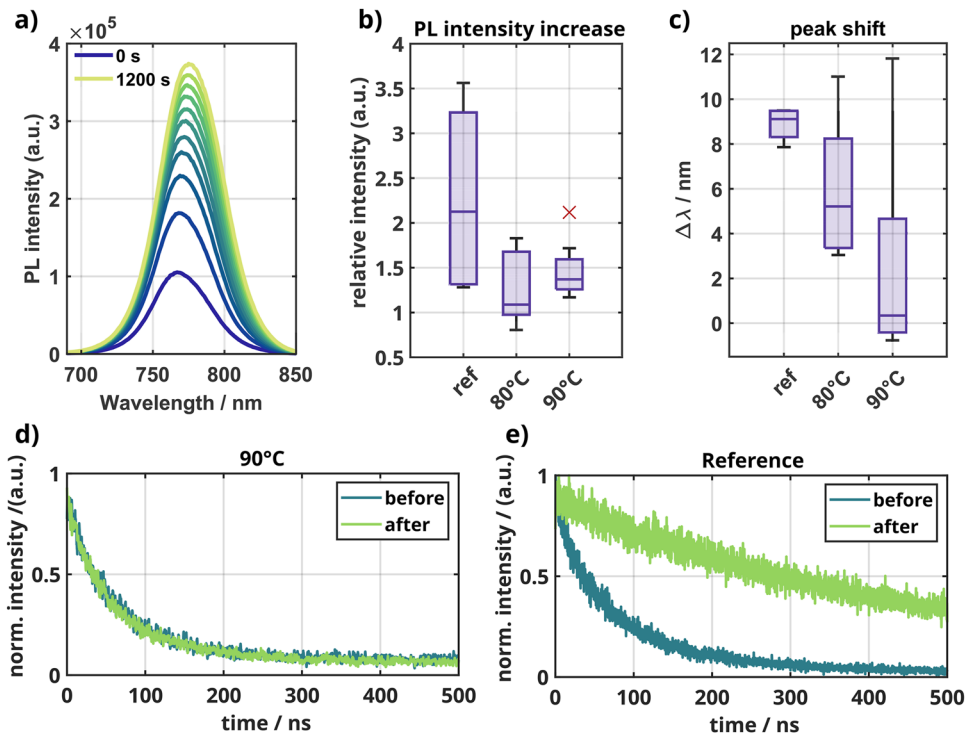 a)
×10⁵
4
3
2
1
0
PL intensity (a.u.)
0 s
1200 s
700 750 800 850
Wavelength / nm
b)
PL intensity increase
4
3.5
3
2.5
2
1.5
1
0.5
relative intensity (a.u.)
ref 80°C 90°C
c)
peak shift
12
10
8
6
4
2
0
Δλ / nm
ref 80°C 90°C
d)
90°C
1
0.5
0
norm. intensity /(a.u.)
before
after
0 100 200 300 400 500
time / ns
e)
Reference
1
0.5
0
norm. intensity / (a.u.)
before
after
0 100 200 300 400 500
time / ns